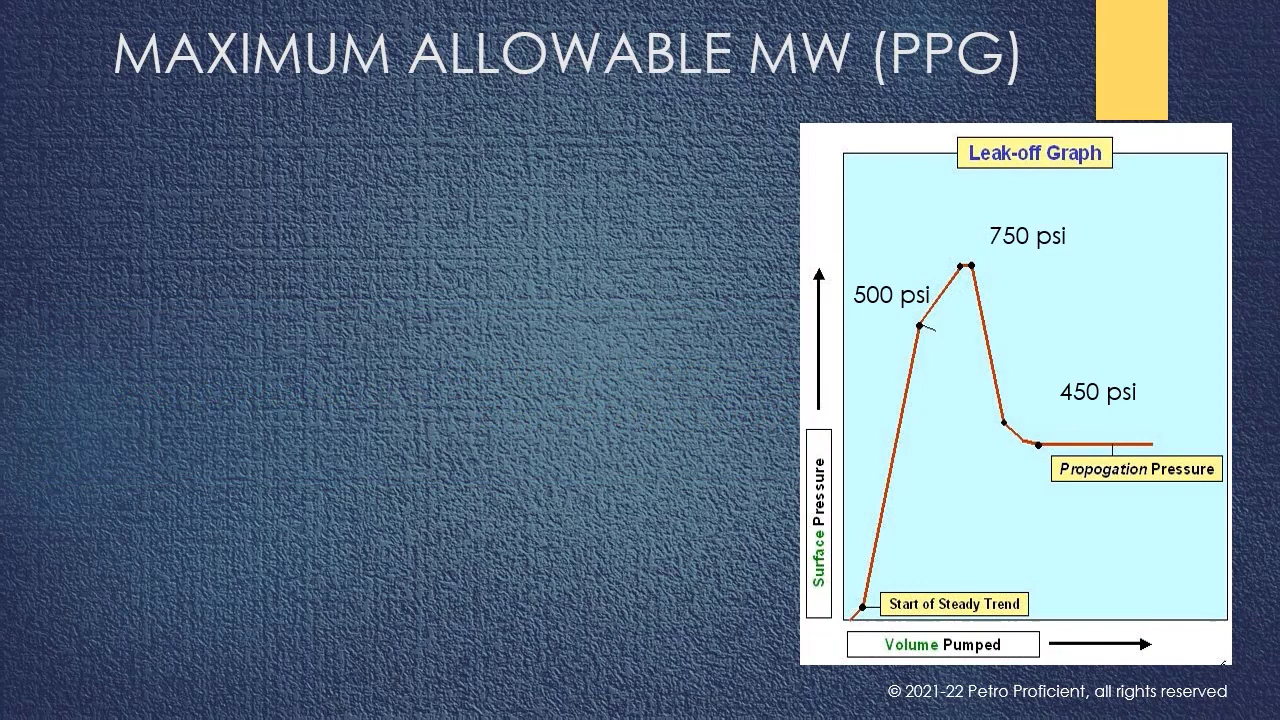 MAXIMUM ALLOWABLE MW (PPG)
Leak-off Graph
750 psi
500 psi
450 psi
Propogation Pressure
Surface Pressure
Start of Steady Trend
Volume Pumped
© 2021-22 Petro Proficient, all rights reserved